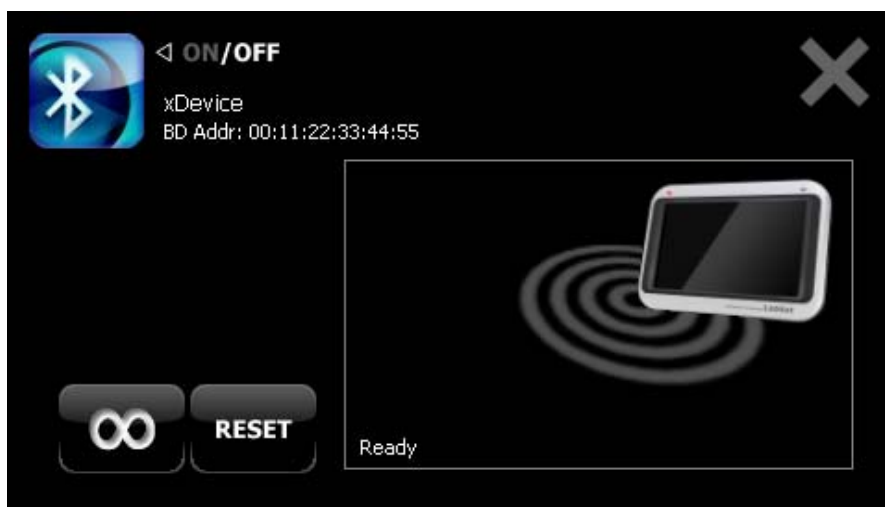 ◁ ON/OFF
xDevice
BD Addr: 00:11:22:33:44:55
∞
RESET
Ready